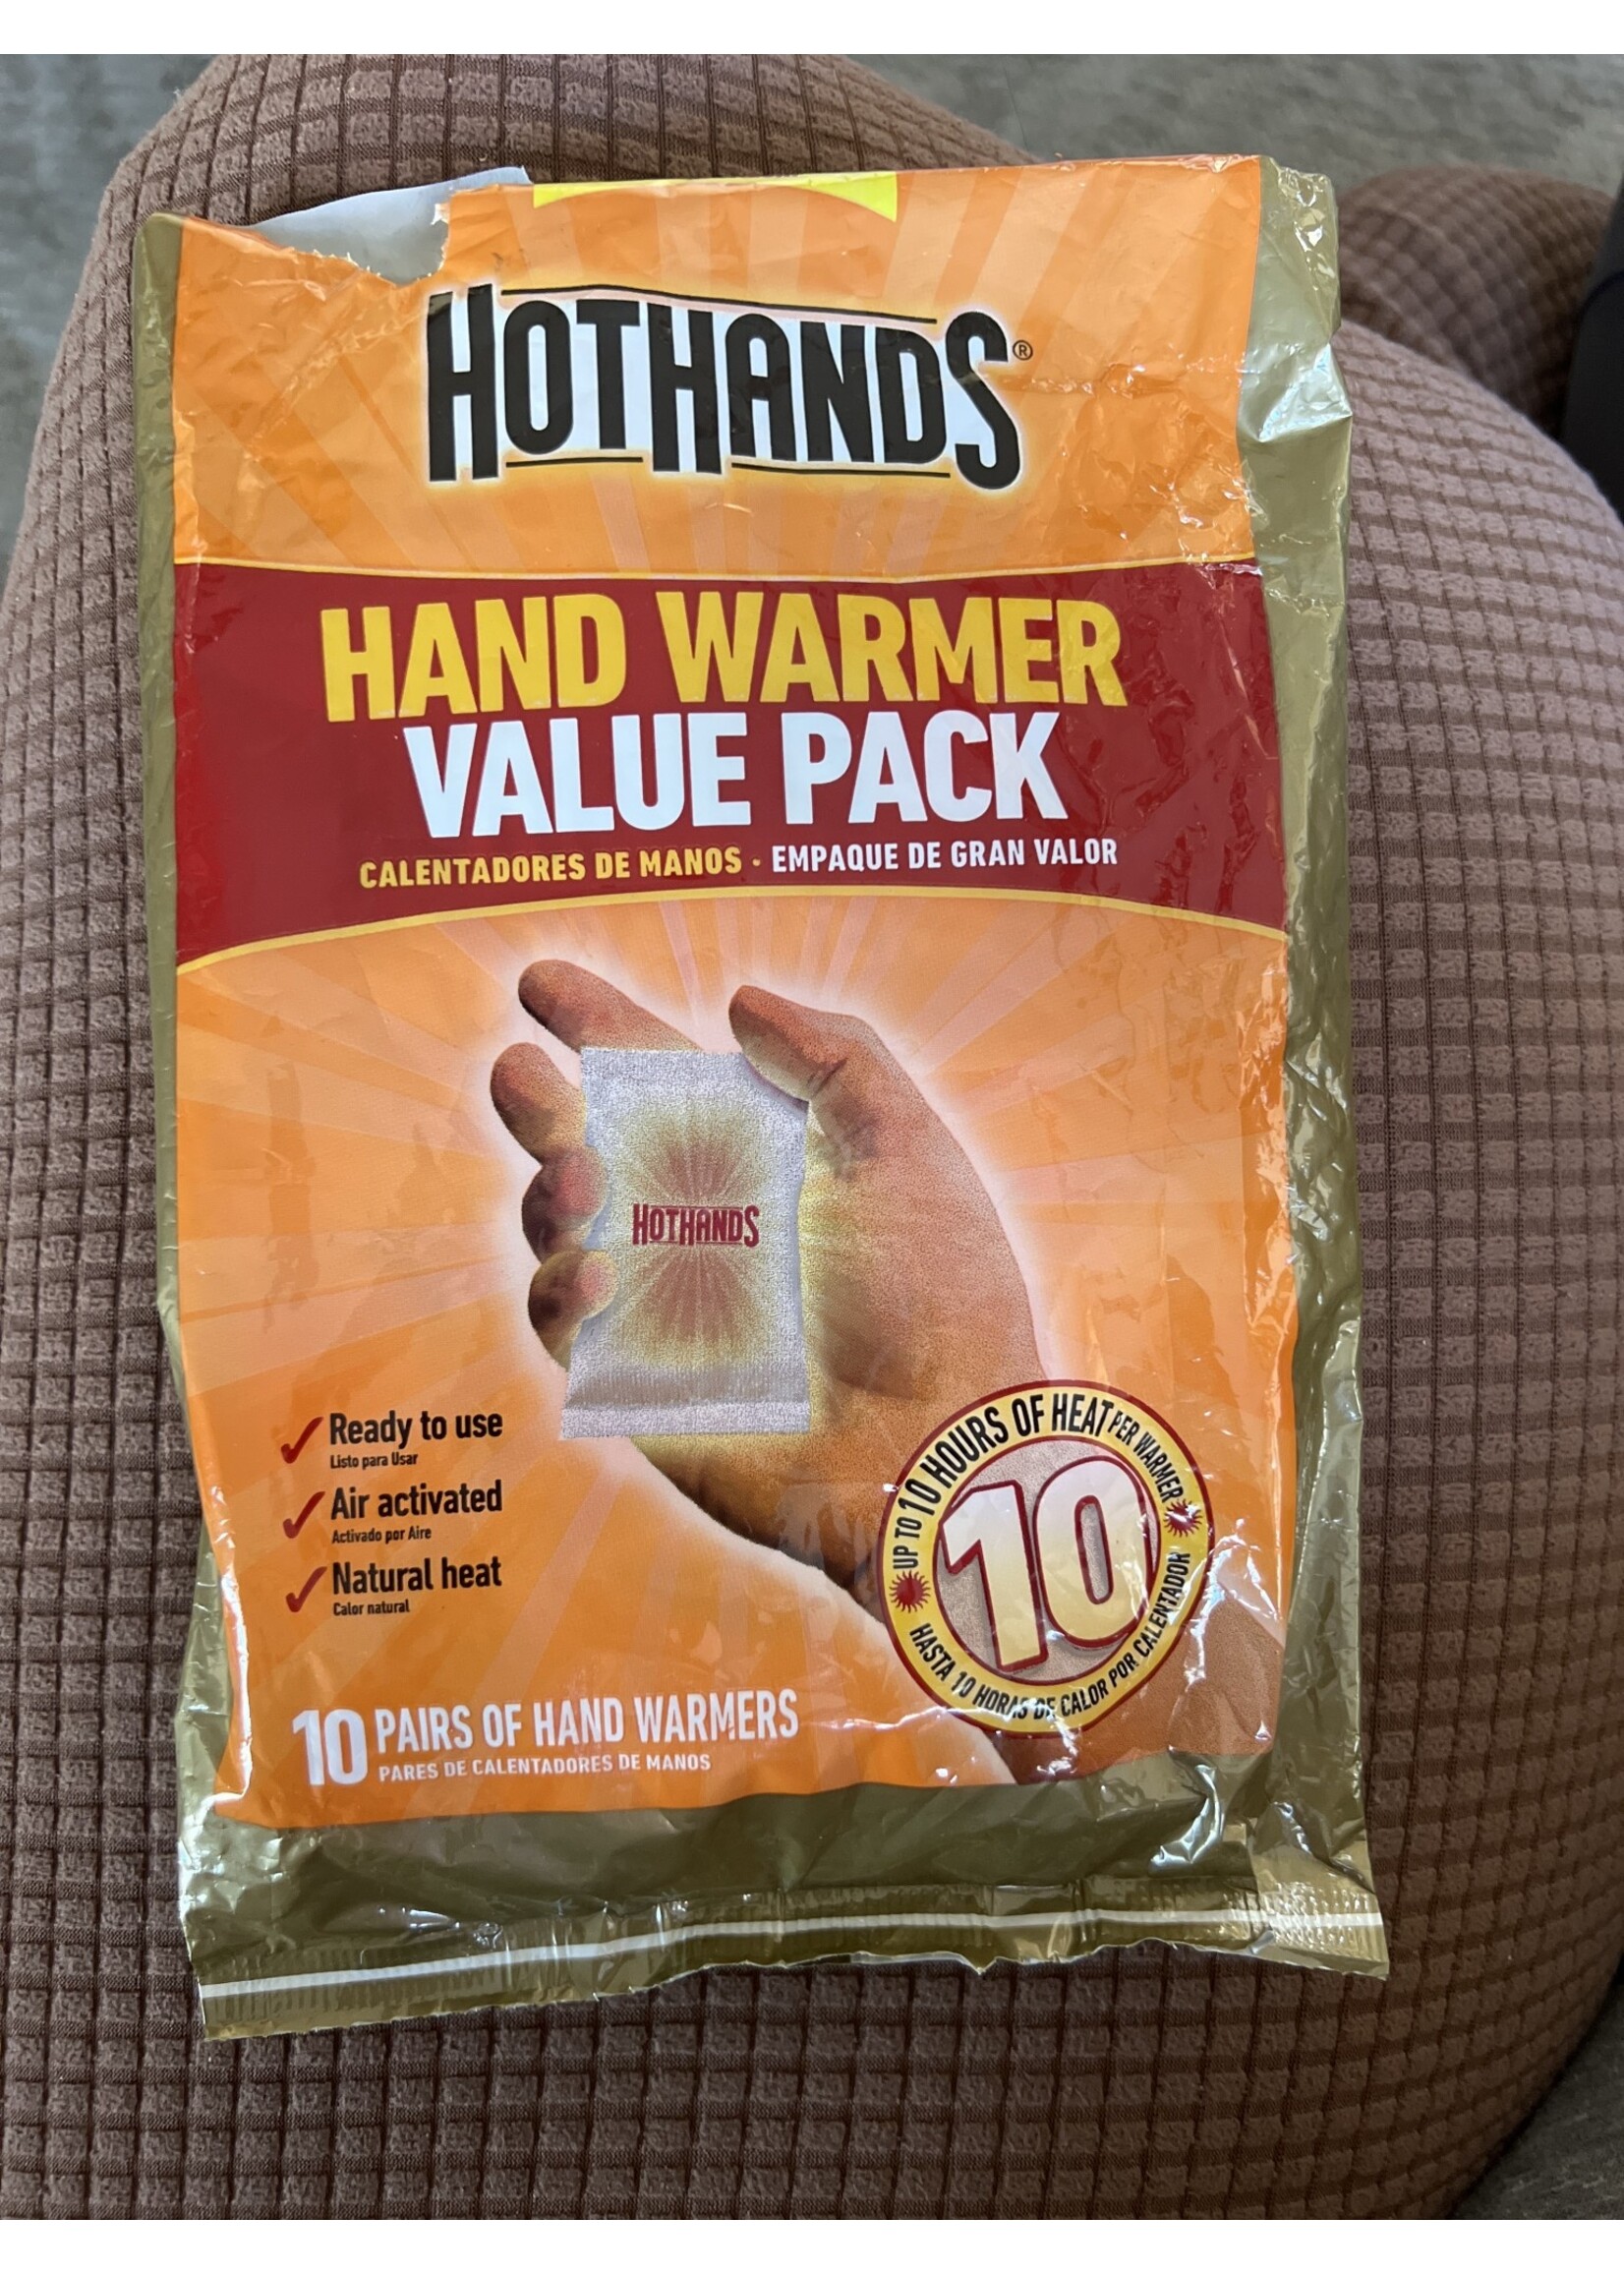 HOTHANDS®
HAND WARMER
VALUE PACK
CALENTADORES DE MANOS • EMPAQUE DE GRAN VALOR
HOTHANDS
Ready to use
Listo para Usar
Air activated
Activado por Aire
Natural heat
Calor natural
UP TO 10 HOURS OF HEAT PER WARMER
10
HASTA 10 HORAS DE CALOR POR CALENTADOR
10 PAIRS OF HAND WARMERS
PARES DE CALENTADORES DE MANOS